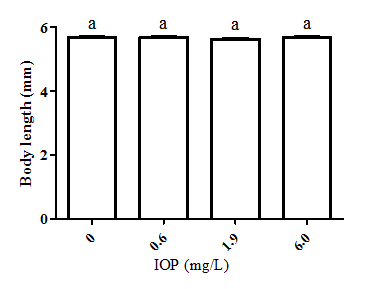 a a a a
6
4
2
0
Body length (mm)
0 0.6 1.9 6.0
IOP (mg/L)